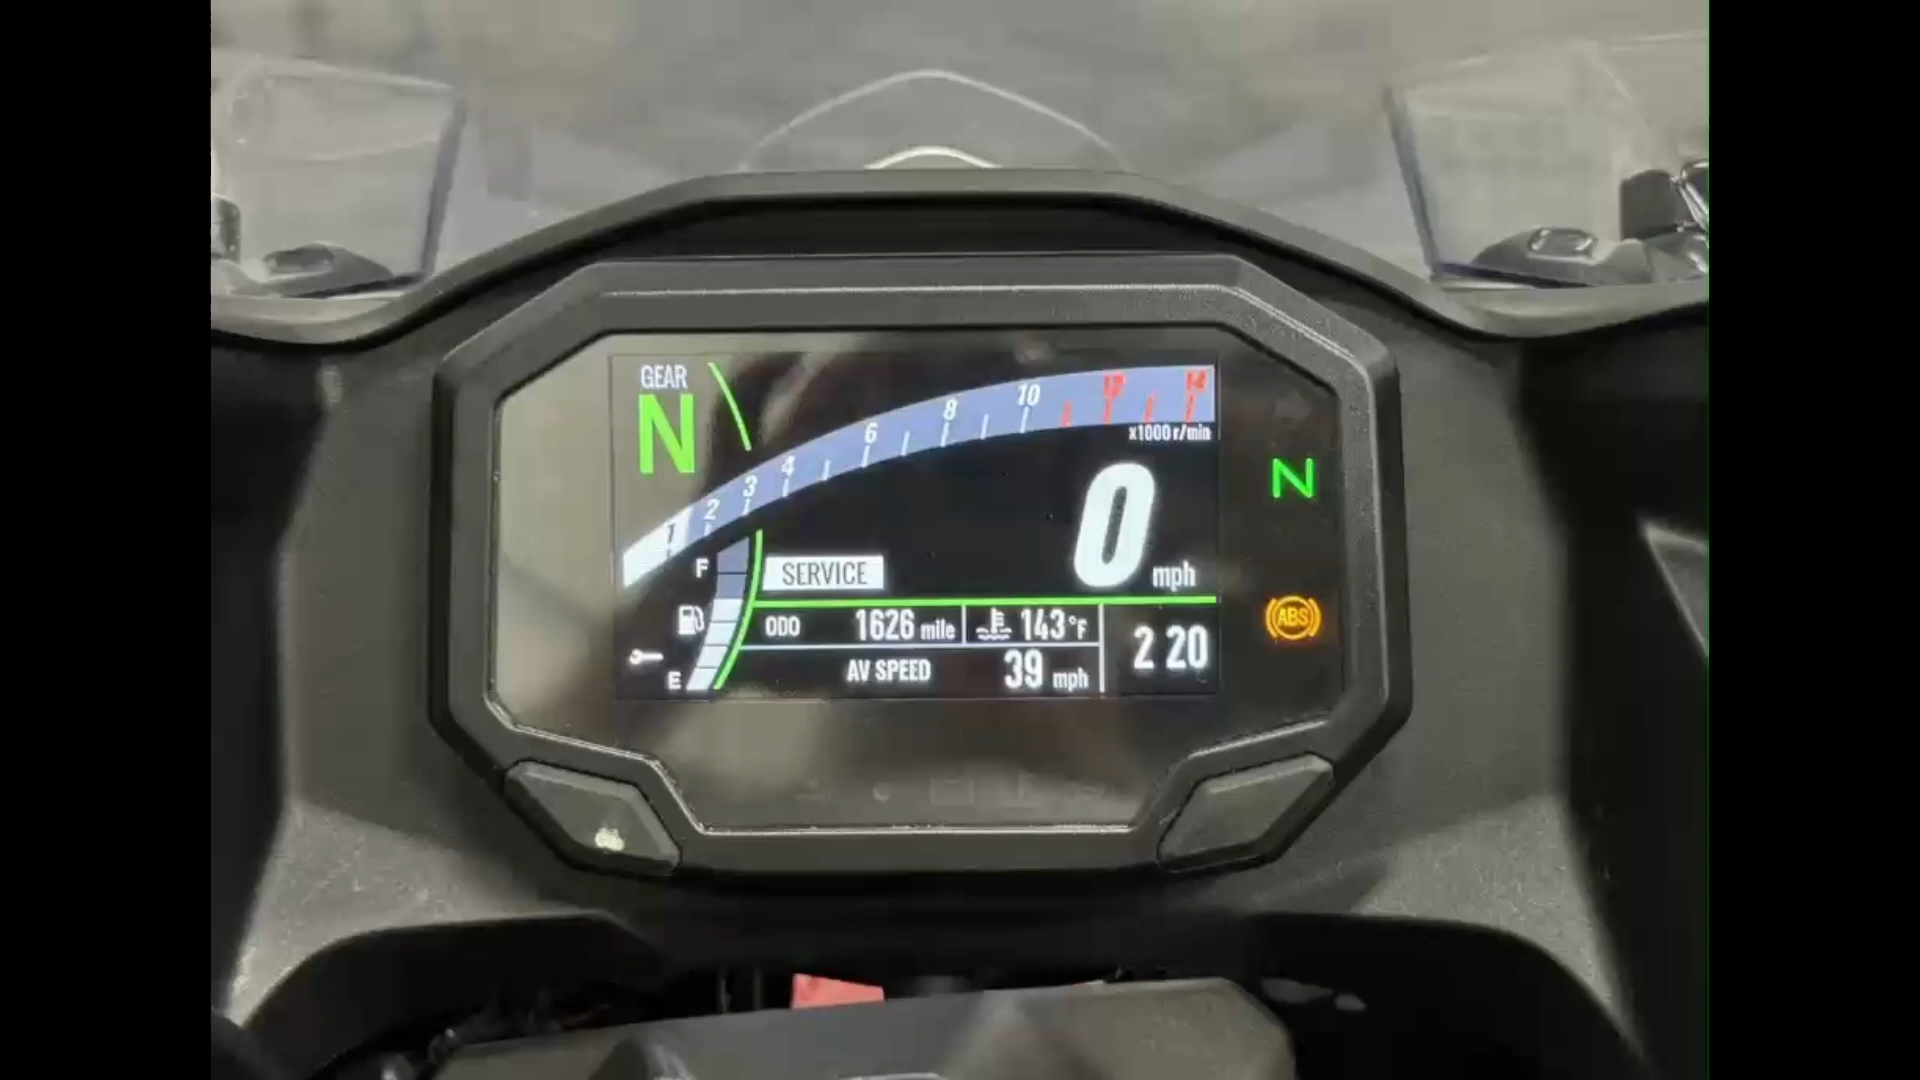 GEAR
N
1 2 3 4 6 8 10 12 14
x1000 r/min
N
0 mph
F
SERVICE
ABS
ODO 1626 mile 143°F
2 20
AV SPEED 39 mph
E